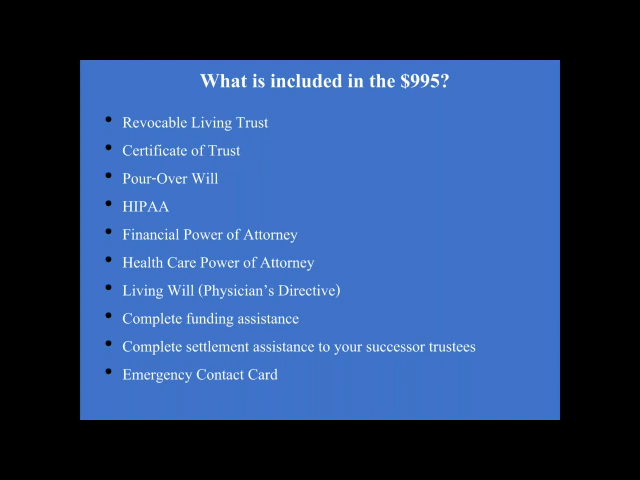 What is included in the $995?
• Revocable Living Trust
• Certificate of Trust
• Pour-Over Will
• HIPAA
• Financial Power of Attorney
• Health Care Power of Attorney
• Living Will (Physician's Directive)
• Complete funding assistance
• Complete settlement assistance to your successor trustees
• Emergency Contact Card